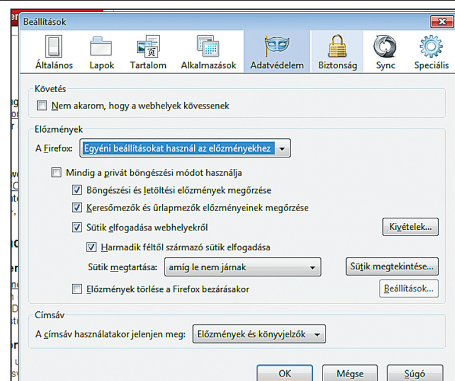 Beállítások
Általános Lapok Tartalom Alkalmazások Adatvédelem Biztonság Sync Speciális
Követés
Nem akarom, hogy a webhelyek kövessenek
Előzmények
A Firefox: Egyéni beállításokat használ az előzményekhez
Mindig a privát böngészési módot használja
Böngészési és letöltési előzmények megőrzése
Keresőmezők és űrlapmezők előzményeinek megőrzése
Sütik elfogadása webhelyekről Kivételek...
Harmadik féltől származó sütik elfogadása
Sütik megtartása: amíg le nem járnak Sütik megtekintése...
Előzmények törlése a Firefox bezárásakor Beállítások...
Címsáv
A címsáv használatakor jelenjen meg: Előzmények és könyvjelzők
OK Mégse Súgó